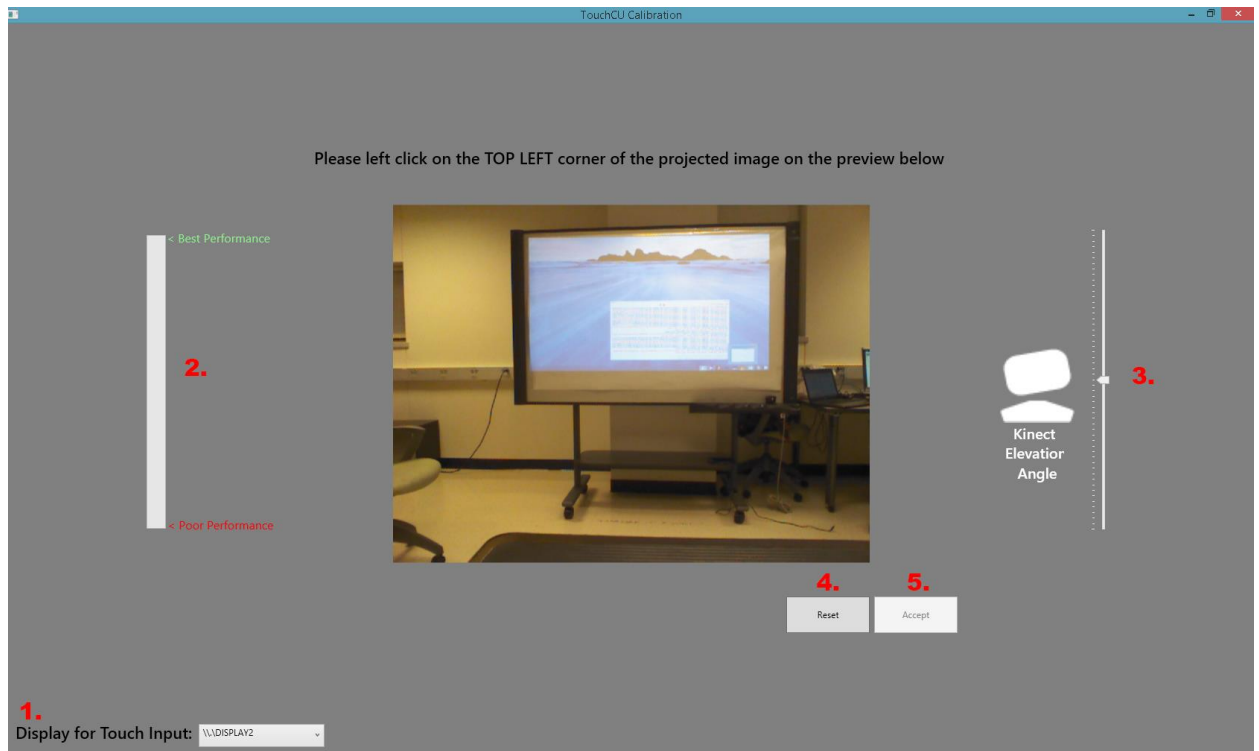 TouchCU Calibration
Please left click on the TOP LEFT corner of the projected image on the preview below
< Best Performance
2.
3.
Kinect
Elevatior
Angle
< Poor Performance
4.
5.
Reset
Accept
1.
Display for Touch Input:
\\.\DISPLAY2